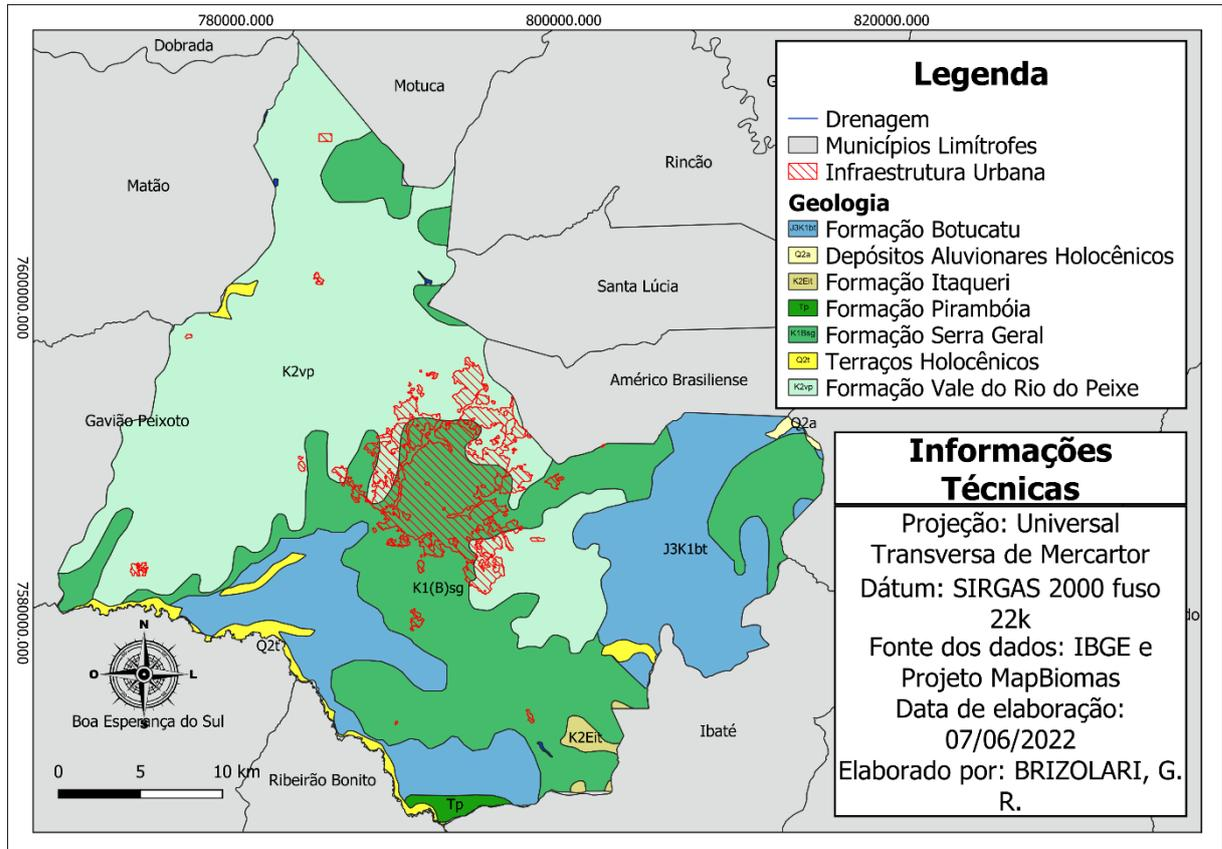 780000.000
800000.000
820000.000
Dobrada
Motuca
G
Legenda
Drenagem
Municípios Limítrofes
Infraestrutura Urbana
Geologia
J3K1bt Formação Botucatu
Q2a Depósitos Aluvionares Holocênicos
K2Eit Formação Itaqueri
Tp Formação Pirambóia
K1Bsg Formação Serra Geral
Q2t Terraços Holocênicos
K2vp Formação Vale do Rio do Peixe
Rincão
Matão
7600000.000
Santa Lúcia
K2vp
Américo Brasiliense
Gavião Peixoto
Q2a
Informações
Técnicas
Projeção: Universal
Transversa de Mercartor
Dátum: SIRGAS 2000 fuso
22k
Fonte dos dados: IBGE e
Projeto MapBiomas
Data de elaboração:
07/06/2022
Elaborado por: BRIZOLARI, G.
R.
J3K1bt
K1(B)sg
7580000.000
do
N
O
L
S
Q2t
Boa Esperança do Sul
K2Eit
Ibaté
0 5 10 km
Ribeirão Bonito
Tp